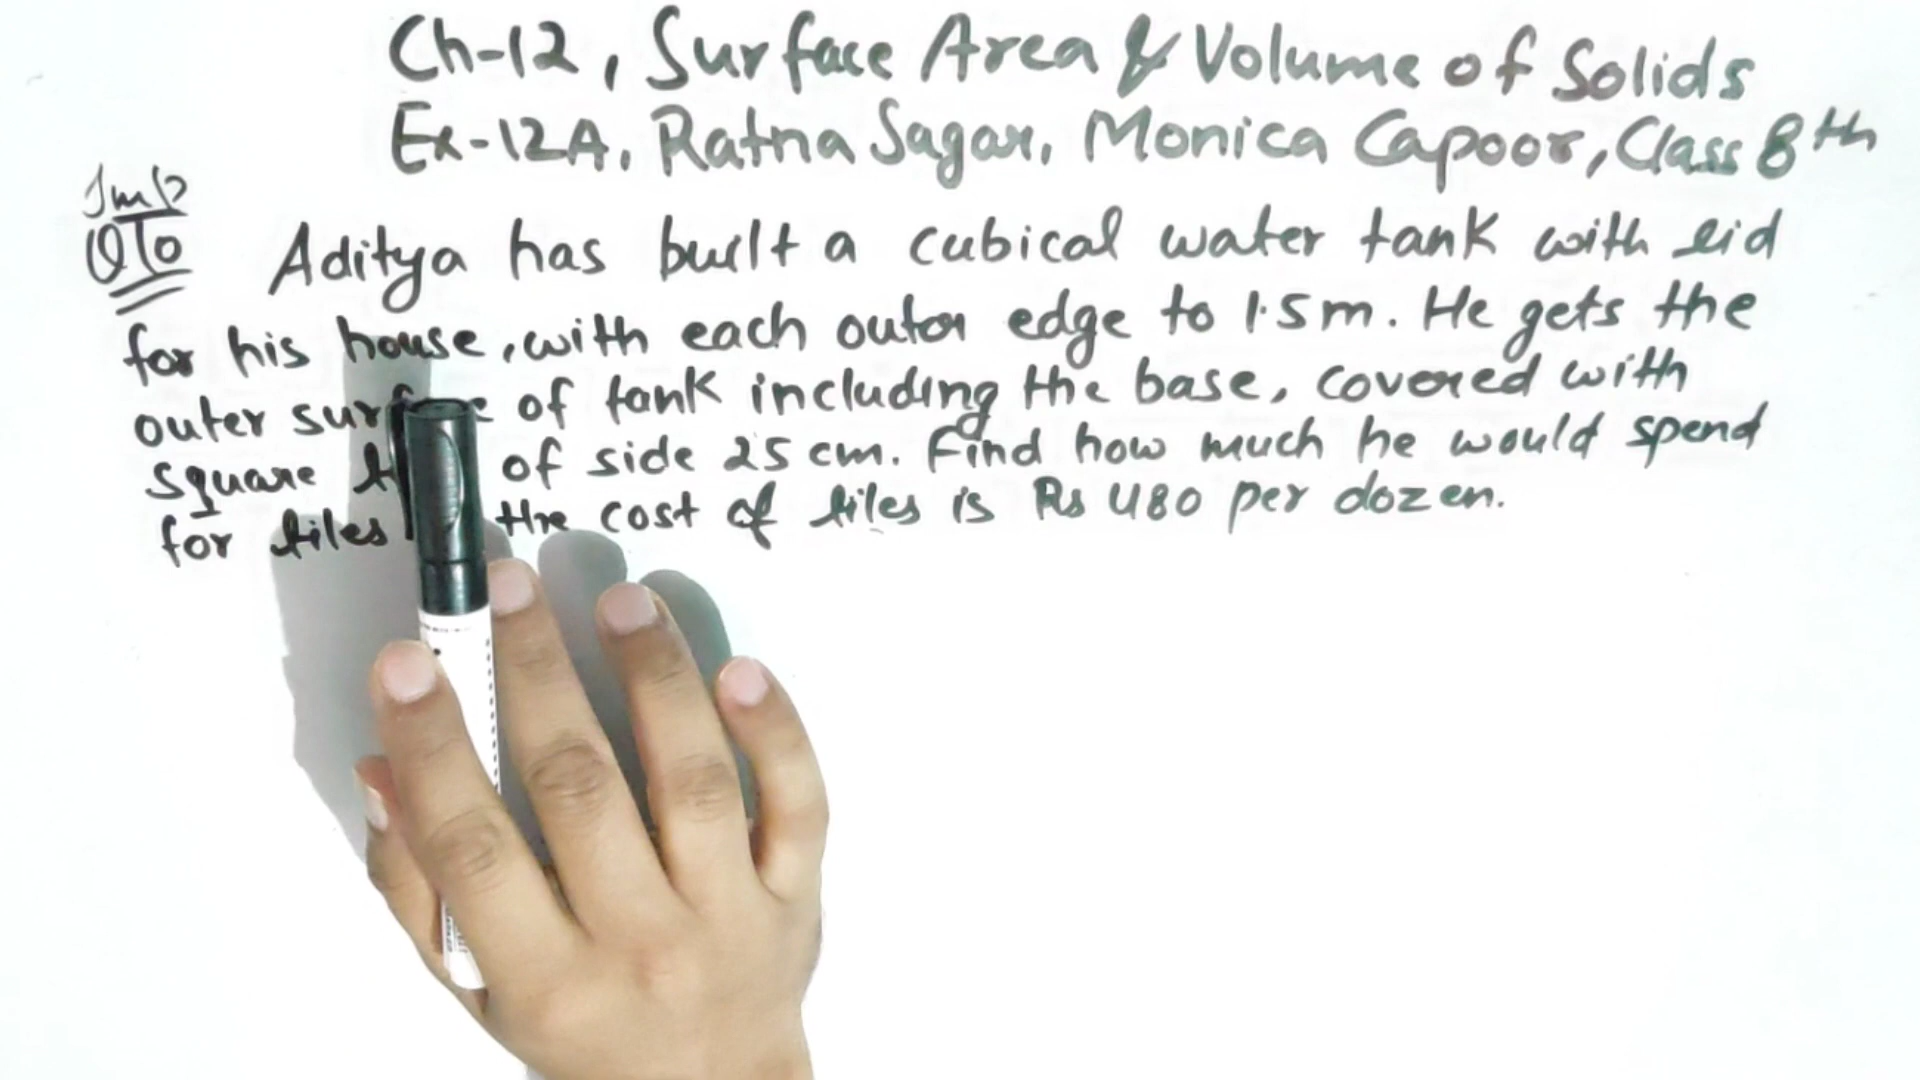 Ch-12, Surface Area & Volume of Solids
Ex-12A, Ratna Sagar, Monica Capoor, Class 8th
Imp
Q10 Aditya has built a cubical water tank with lid
for his house, with each outer edge to 1.5m. He gets the
outer of tank including the base, covered with
square of side 25 cm. Find how much he would spend
for tiles the cost of tiles is Rs 480 per dozen.